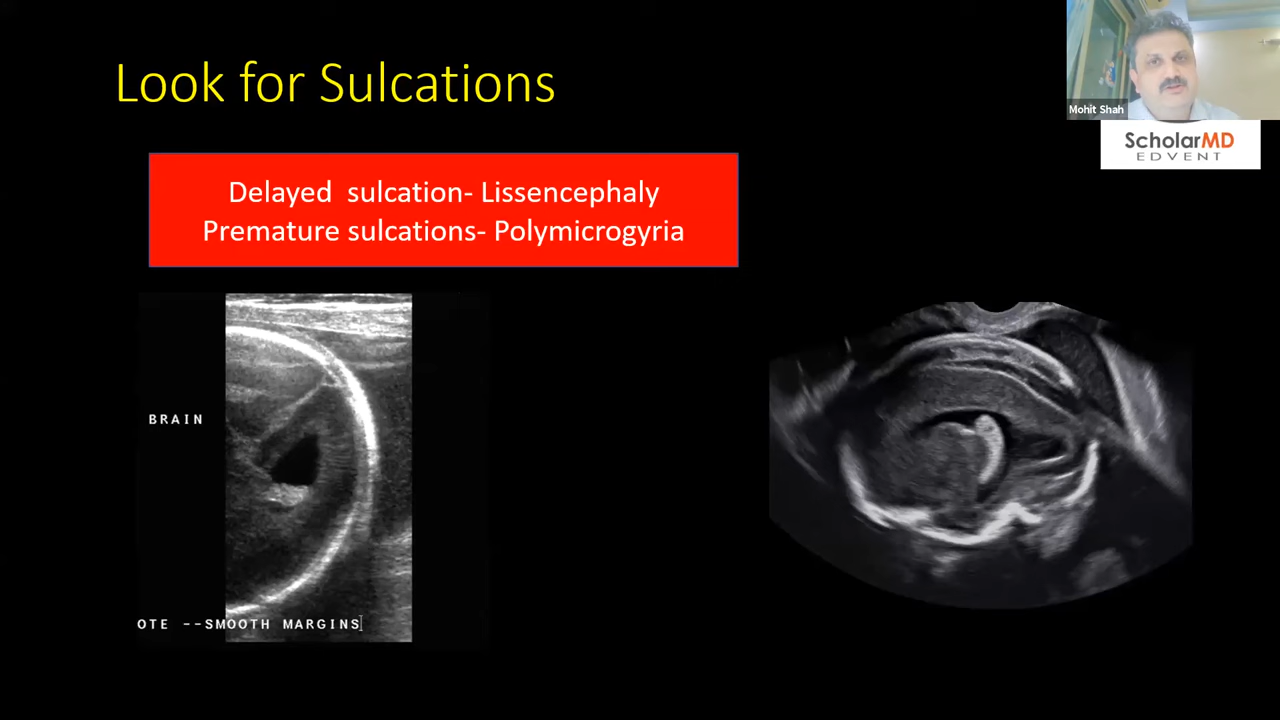 Look for Sulcations
Mohit Shah
ScholarMD
EDVENT
Delayed sulcation- Lissencephaly
Premature sulcations- Polymicrogyria
BRAIN
OTE --SMOOTH MARGINS